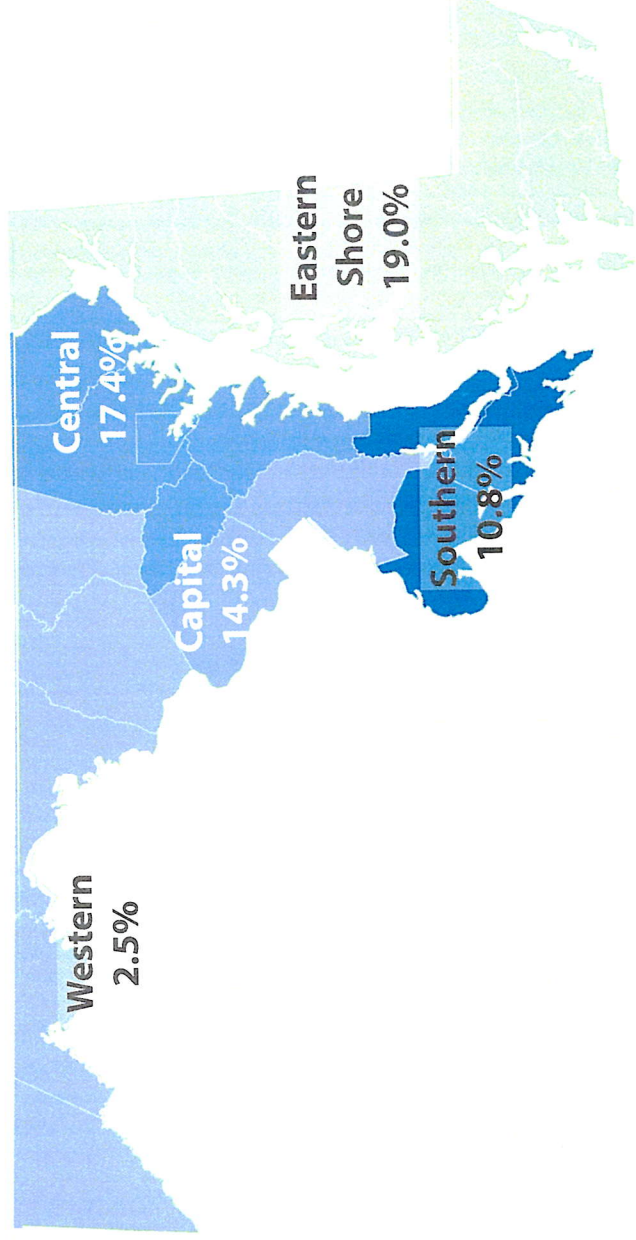 Western
2.5%
Capital
14.3%
Central
17.4%
Southern
10.8%
Eastern
Shore
19.0%